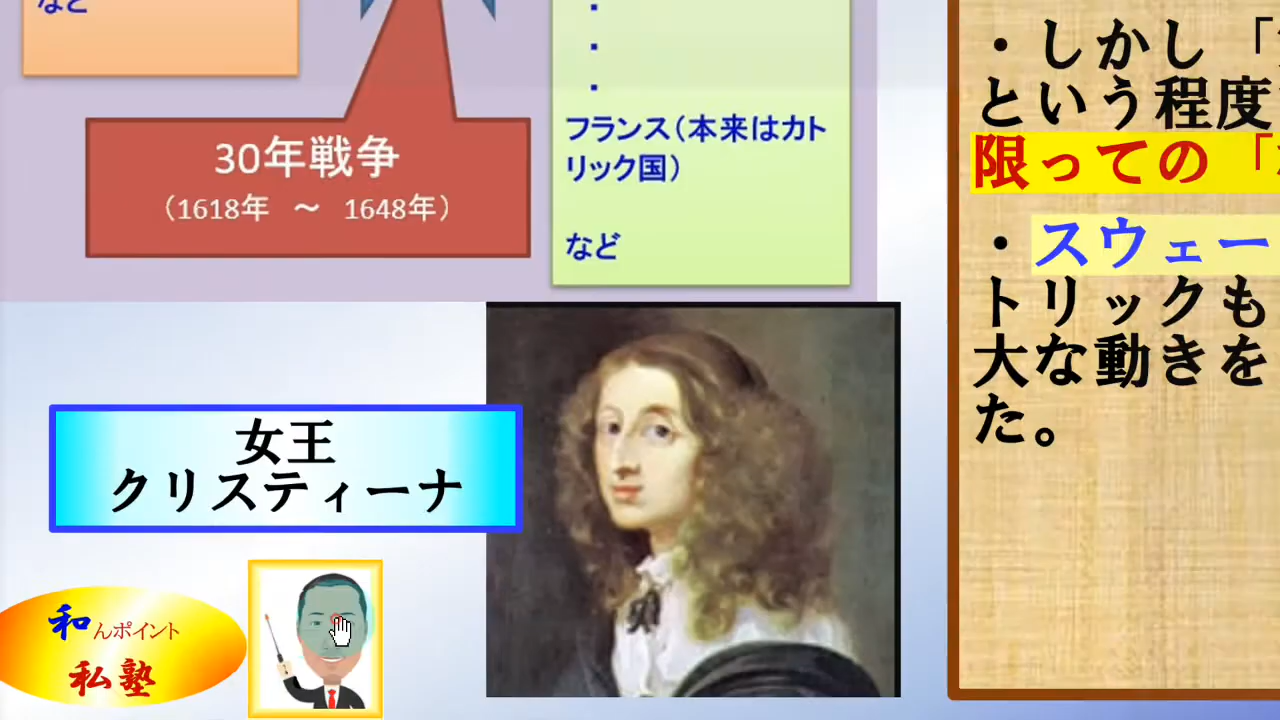 など
・
・
・
フランス(本来はカト
リック国)
など
30年戦争
(1618年 ～ 1648年)
女王
クリスティーナ
和んポイント
私塾
・しかし「
という程度
限っての「
・スウェー
トリックも
大な動きを
た。